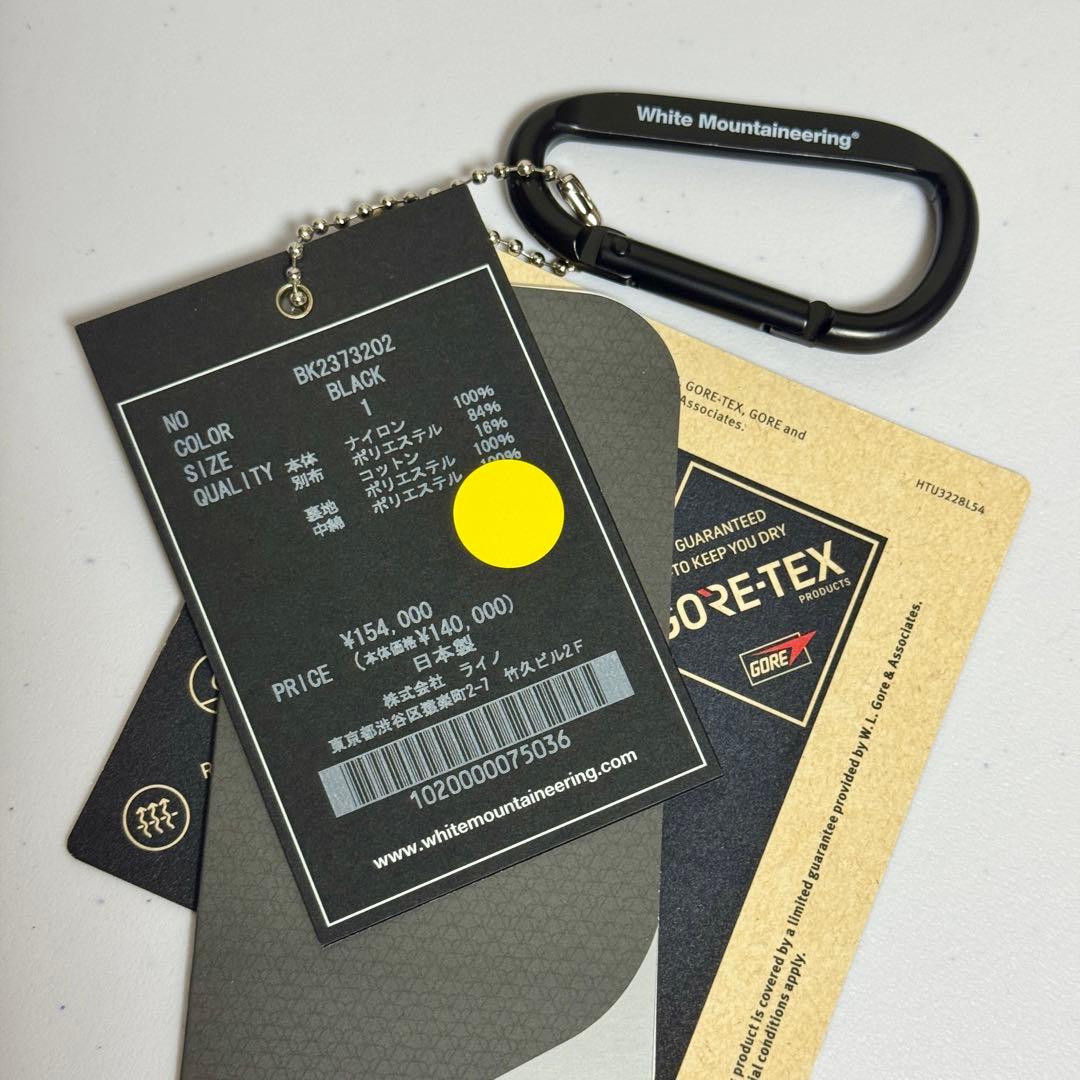 White Mountaineering®
NO BK2373202
COLOR BLACK
SIZE 1
QUALITY 本体 ナイロン 100%
別布 ポリエステル 84%
コットン 16%
裏地 ポリエステル 100%
中綿 ポリエステル 100%
PRICE ¥154,000
(本体価格¥140,000)
日本製
株式会社 ライノ
東京都渋谷区鶯楽町2-7 竹久ビル2F
1020000075036
www.whitemountaineering.com
GORE-TEX, GORE and
Associates.
HTU3228L54
GUARANTEED
TO KEEP YOU DRY
GORE-TEX
PRODUCTS
GORE
product is covered by a limited guarantee provided by W. L. Gore & Associates.
conditions apply.